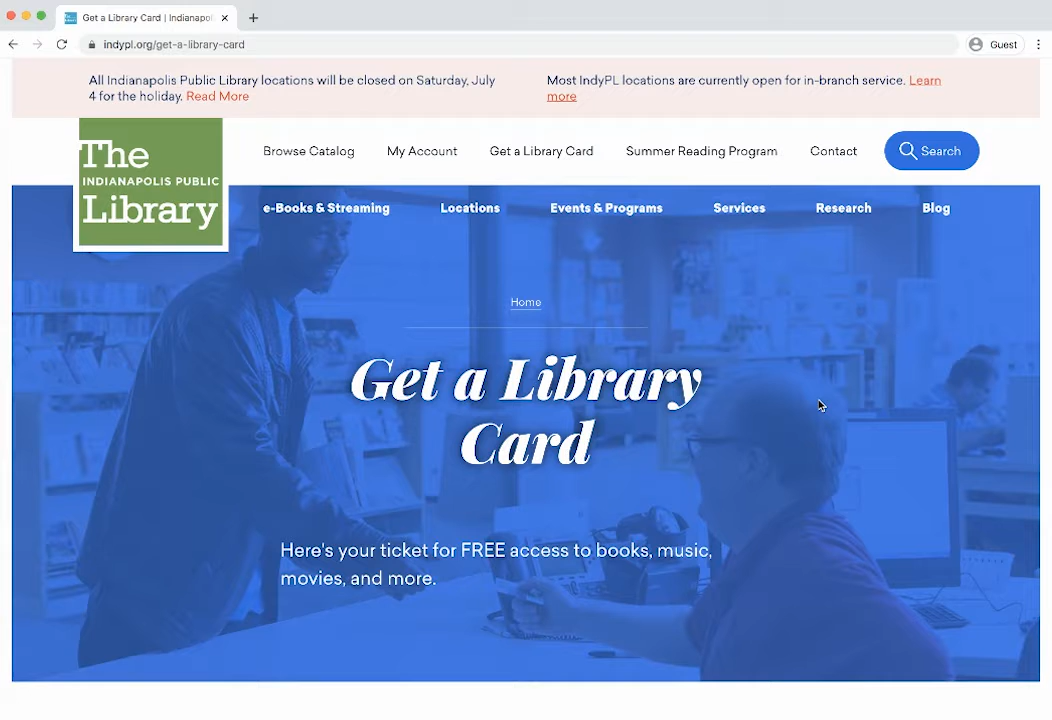 Get a Library Card | Indianapol
indypl.org/get-a-library-card
Guest
All Indianapolis Public Library locations will be closed on Saturday, July
4 for the holiday. Read More
Most IndyPL locations are currently open for in-branch service. Learn
more
The
INDIANAPOLIS PUBLIC
Library
Browse Catalog
My Account
Get a Library Card
Summer Reading Program
Contact
Search
e-Books & Streaming
Locations
Events & Programs
Services
Research
Blog
Home
Get a Library
Card
Here's your ticket for FREE access to books, music,
movies, and more.